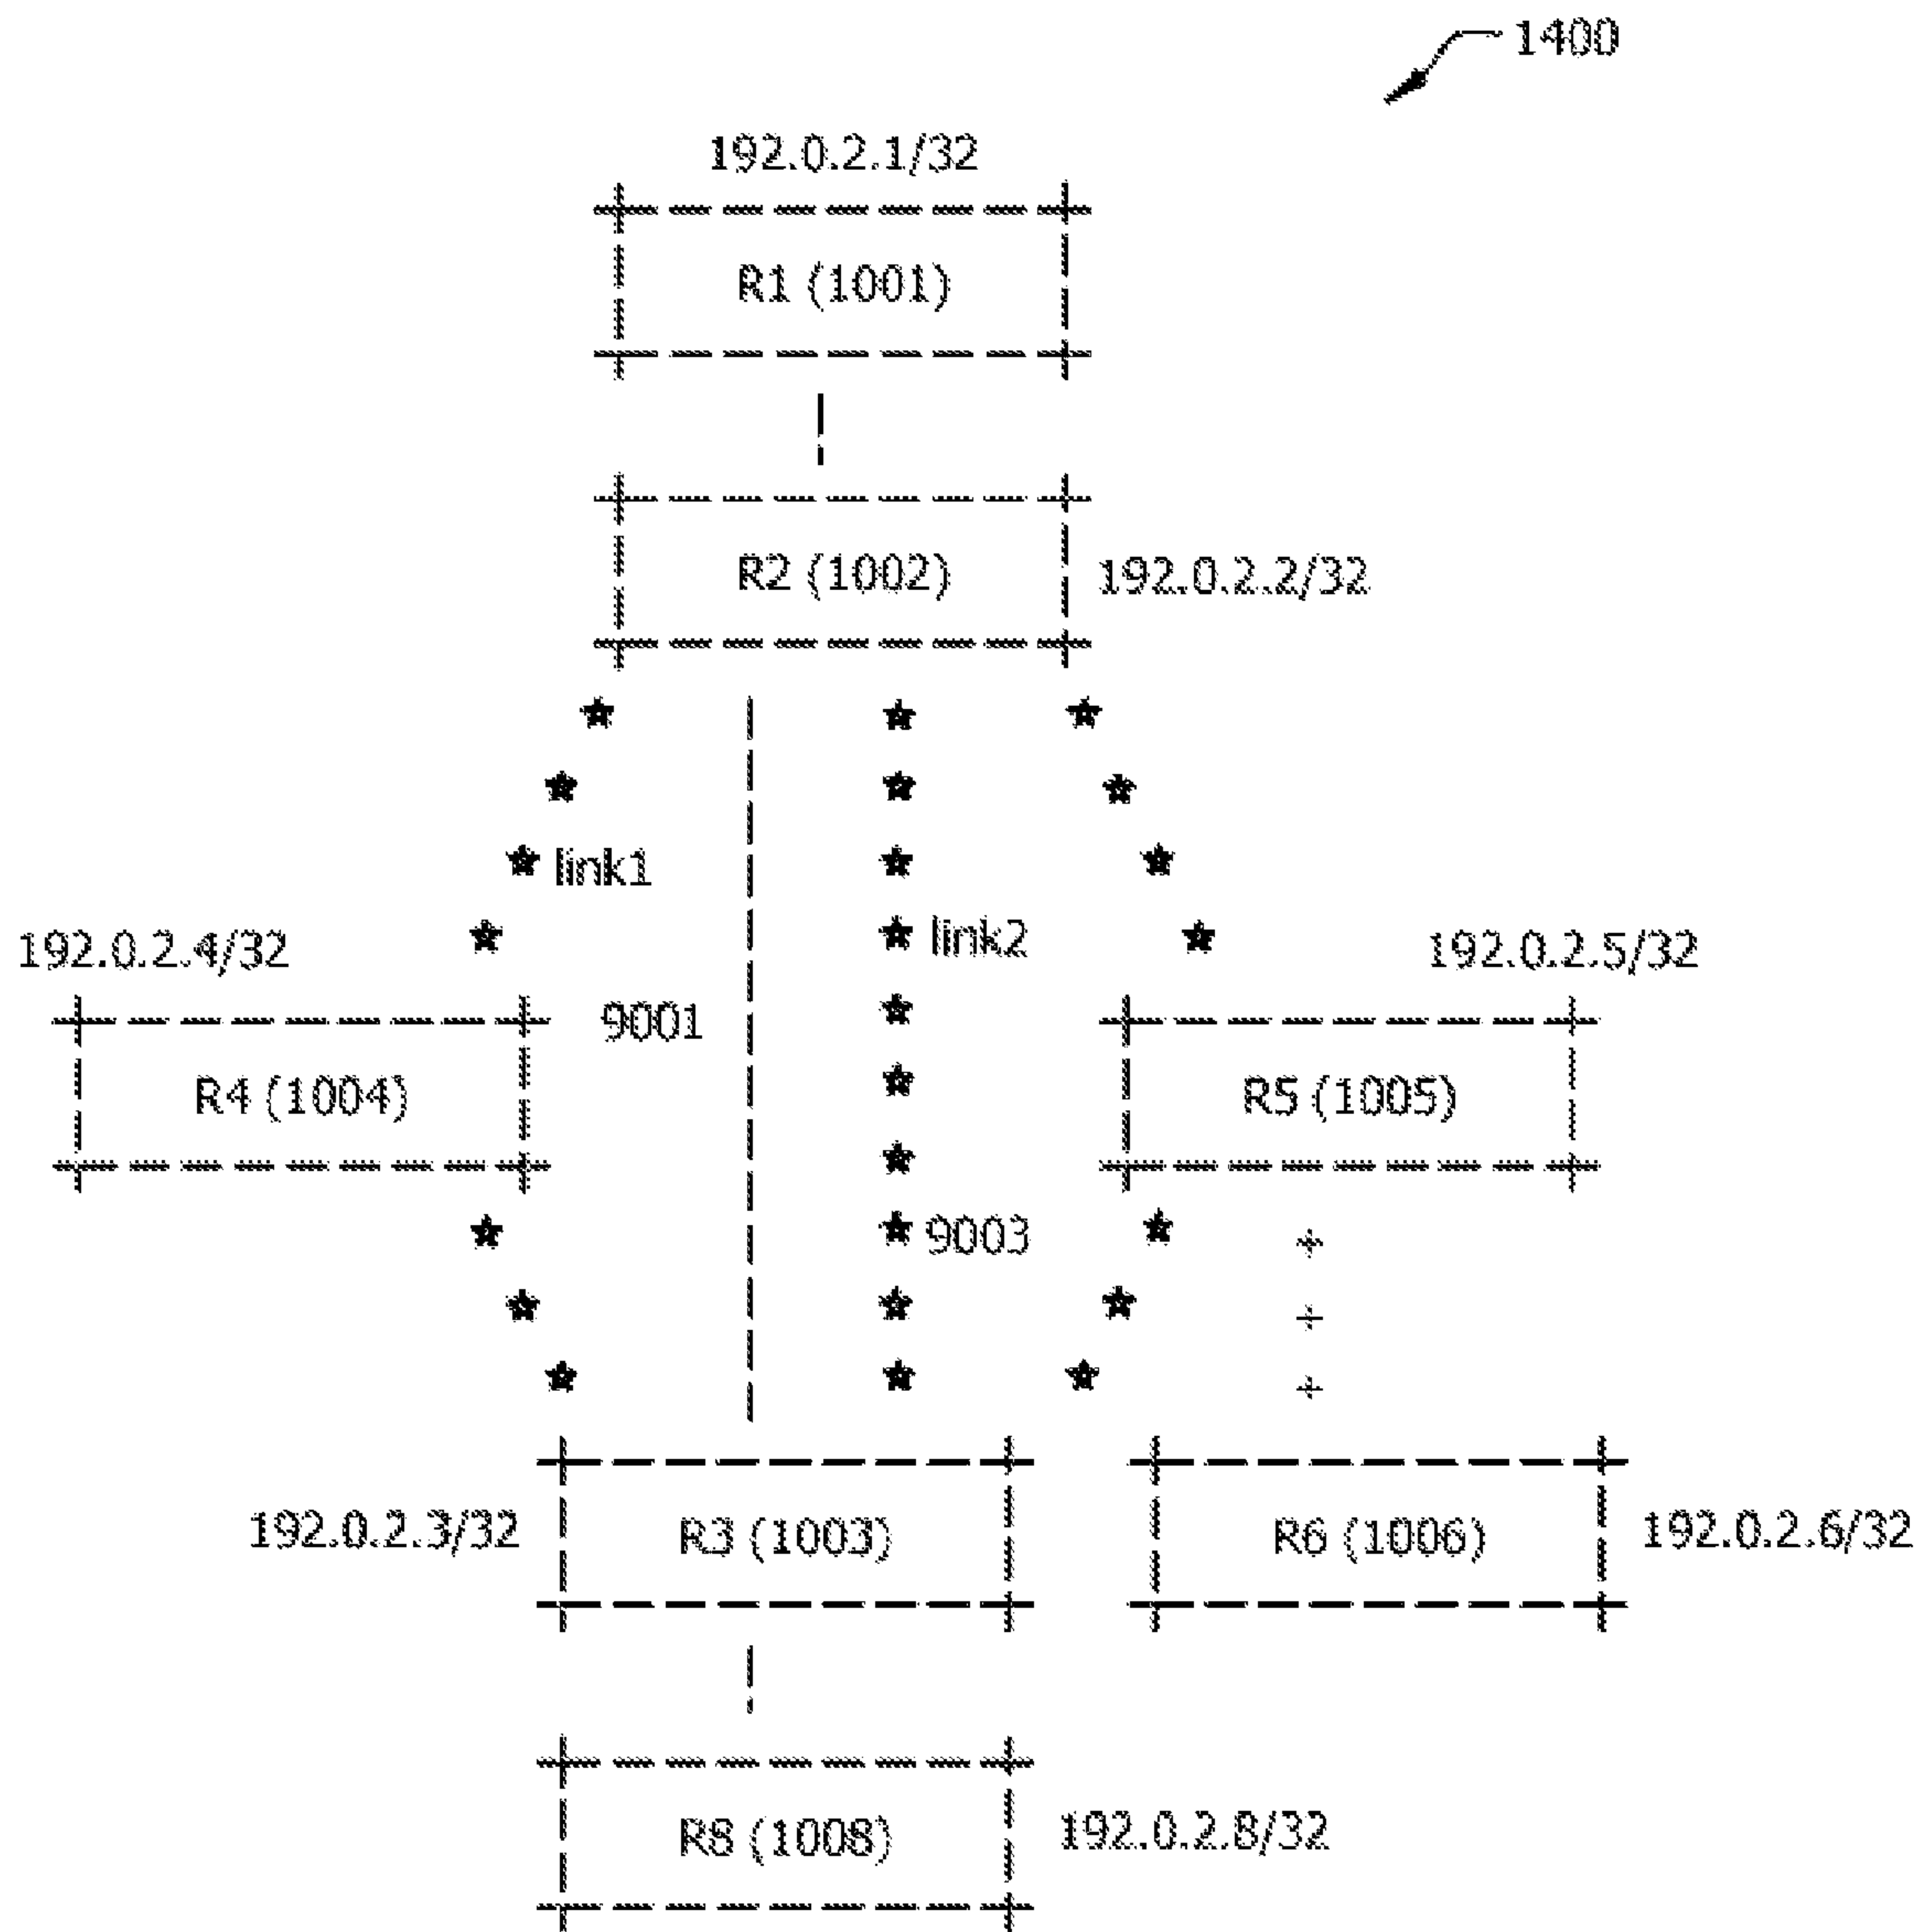 1400
192.0.2.1/32
R1 (1001)
R2 (1002)
192.0.2.2/32
link1
link2
192.0.2.4/32
192.0.2.5/32
9001
R4 (1004)
R5 (1005)
9003
192.0.2.3/32
R3 (1003)
R6 (1006)
192.0.2.6/32
R8 (1008)
192.0.2.8/32